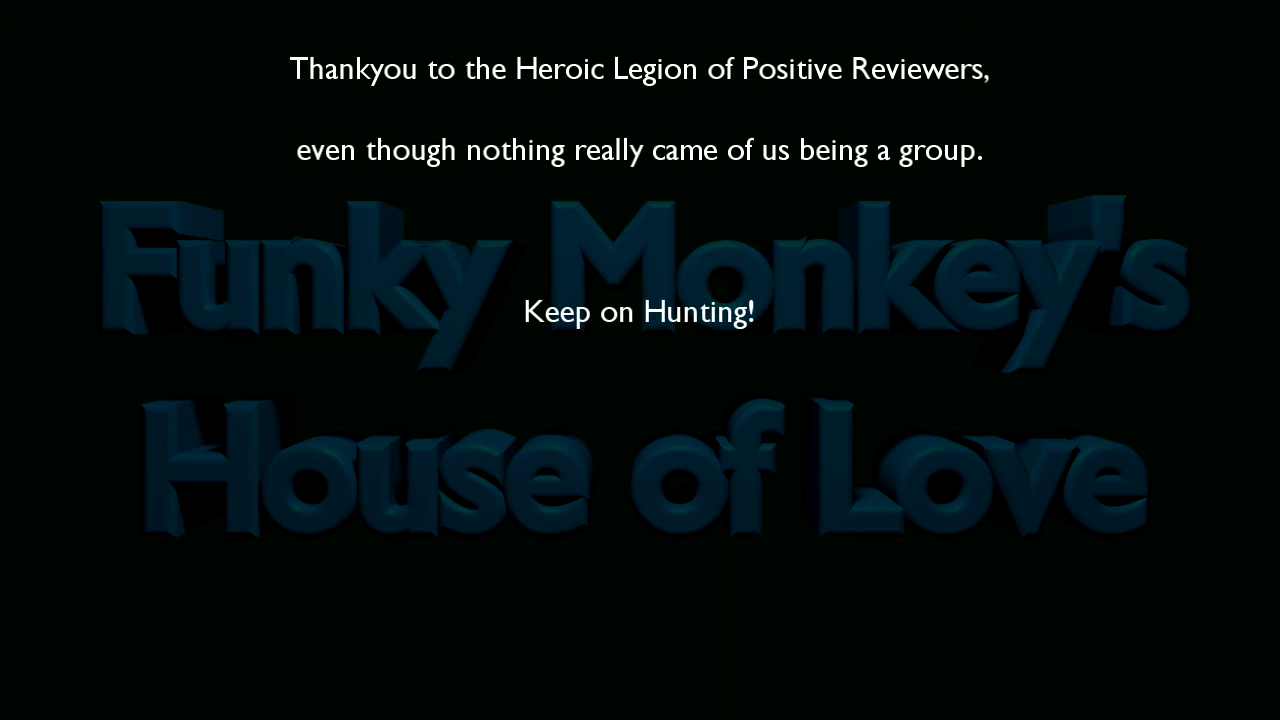 Thankyou to the Heroic Legion of Positive Reviewers,
even though nothing really came of us being a group.
Funky Monkey's
Keep on Hunting!
House of Love